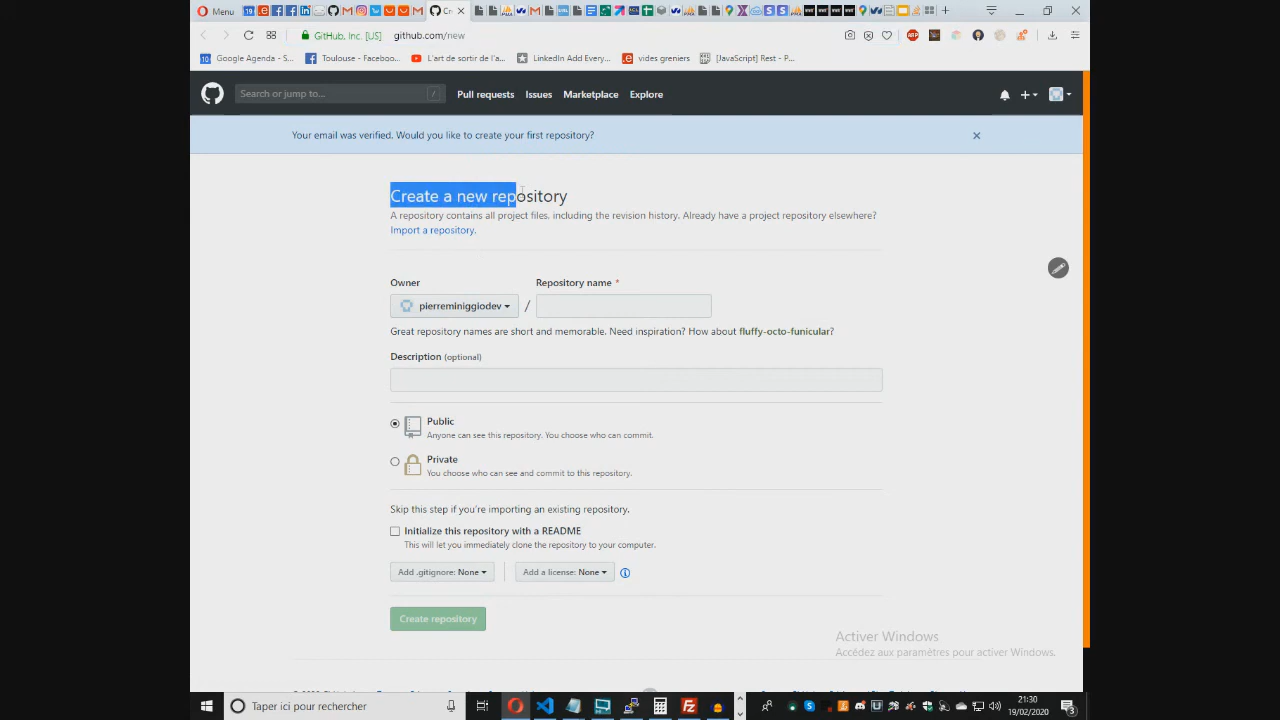 Menu
19
GitHub, Inc. [US]
github.com/new
Google Agenda - S...
Toulouse - Faceboo...
L'art de sortir de l'a...
LinkedIn Add Every...
vides greniers
[JavaScript] Rest - P...
Search or jump to...
/
Pull requests
Issues
Marketplace
Explore
Your email was verified. Would you like to create your first repository?
Create a new repository
A repository contains all project files, including the revision history. Already have a project repository elsewhere?
Import a repository.
Owner
Repository name *
pierreminiggiodev
/
Great repository names are short and memorable. Need inspiration? How about fluffy-octo-funicular?
Description (optional)
Public
Anyone can see this repository. You choose who can commit.
Private
You choose who can see and commit to this repository.
Skip this step if you're importing an existing repository.
Initialize this repository with a README
This will let you immediately clone the repository to your computer.
Add .gitignore: None
Add a license: None
Create repository
Activer Windows
Accédez aux paramètres pour activer Windows.
Taper ici pour rechercher
21:30
19/02/2020